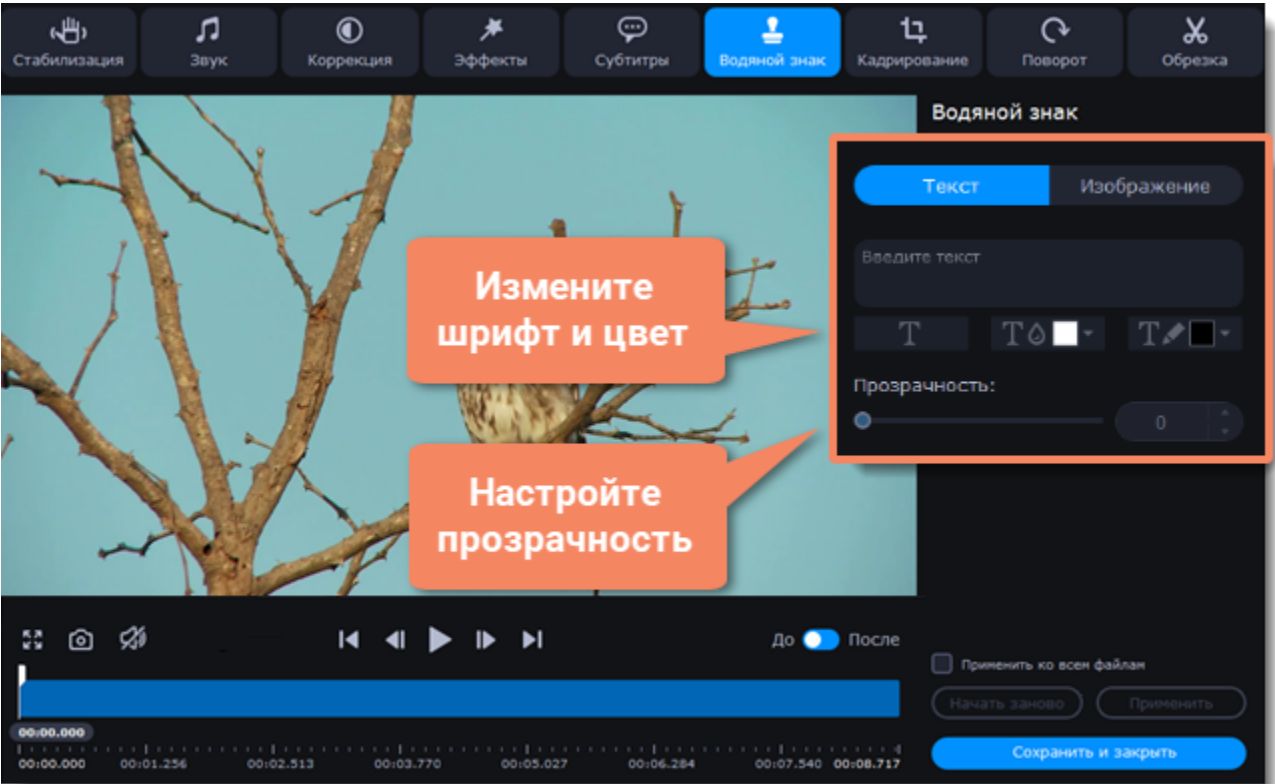 Стабилизация
Звук
Коррекция
Эффекты
Субтитры
Водяной знак
Кадрирование
Поворот
Обрезка
Водяной знак
Текст
Изображение
Введите текст
Измените
шрифт и цвет
T
T
T
Прозрачность:
0
Настройте
прозрачность
До
После
Применить ко всем файлам
Начать заново
Применить
00:00.000
00:00.000
00:01.256
00:02.513
00:03.770
00:05.027
00:06.284
00:07.540
00:08.717
Сохранить и закрыть